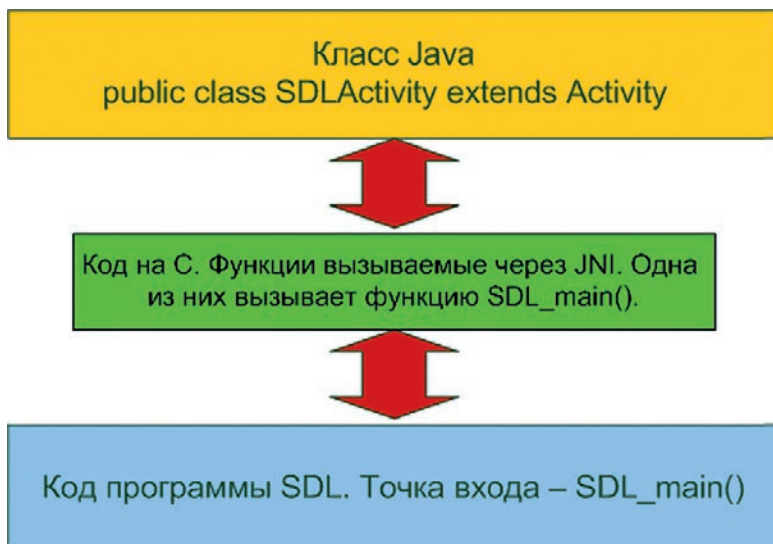 Класс Java
public class SDLActivity extends Activity
Код на C. Функции вызываемые через JNI. Одна
из них вызывает функцию SDL_main().
Код программы SDL. Точка входа – SDL_main()